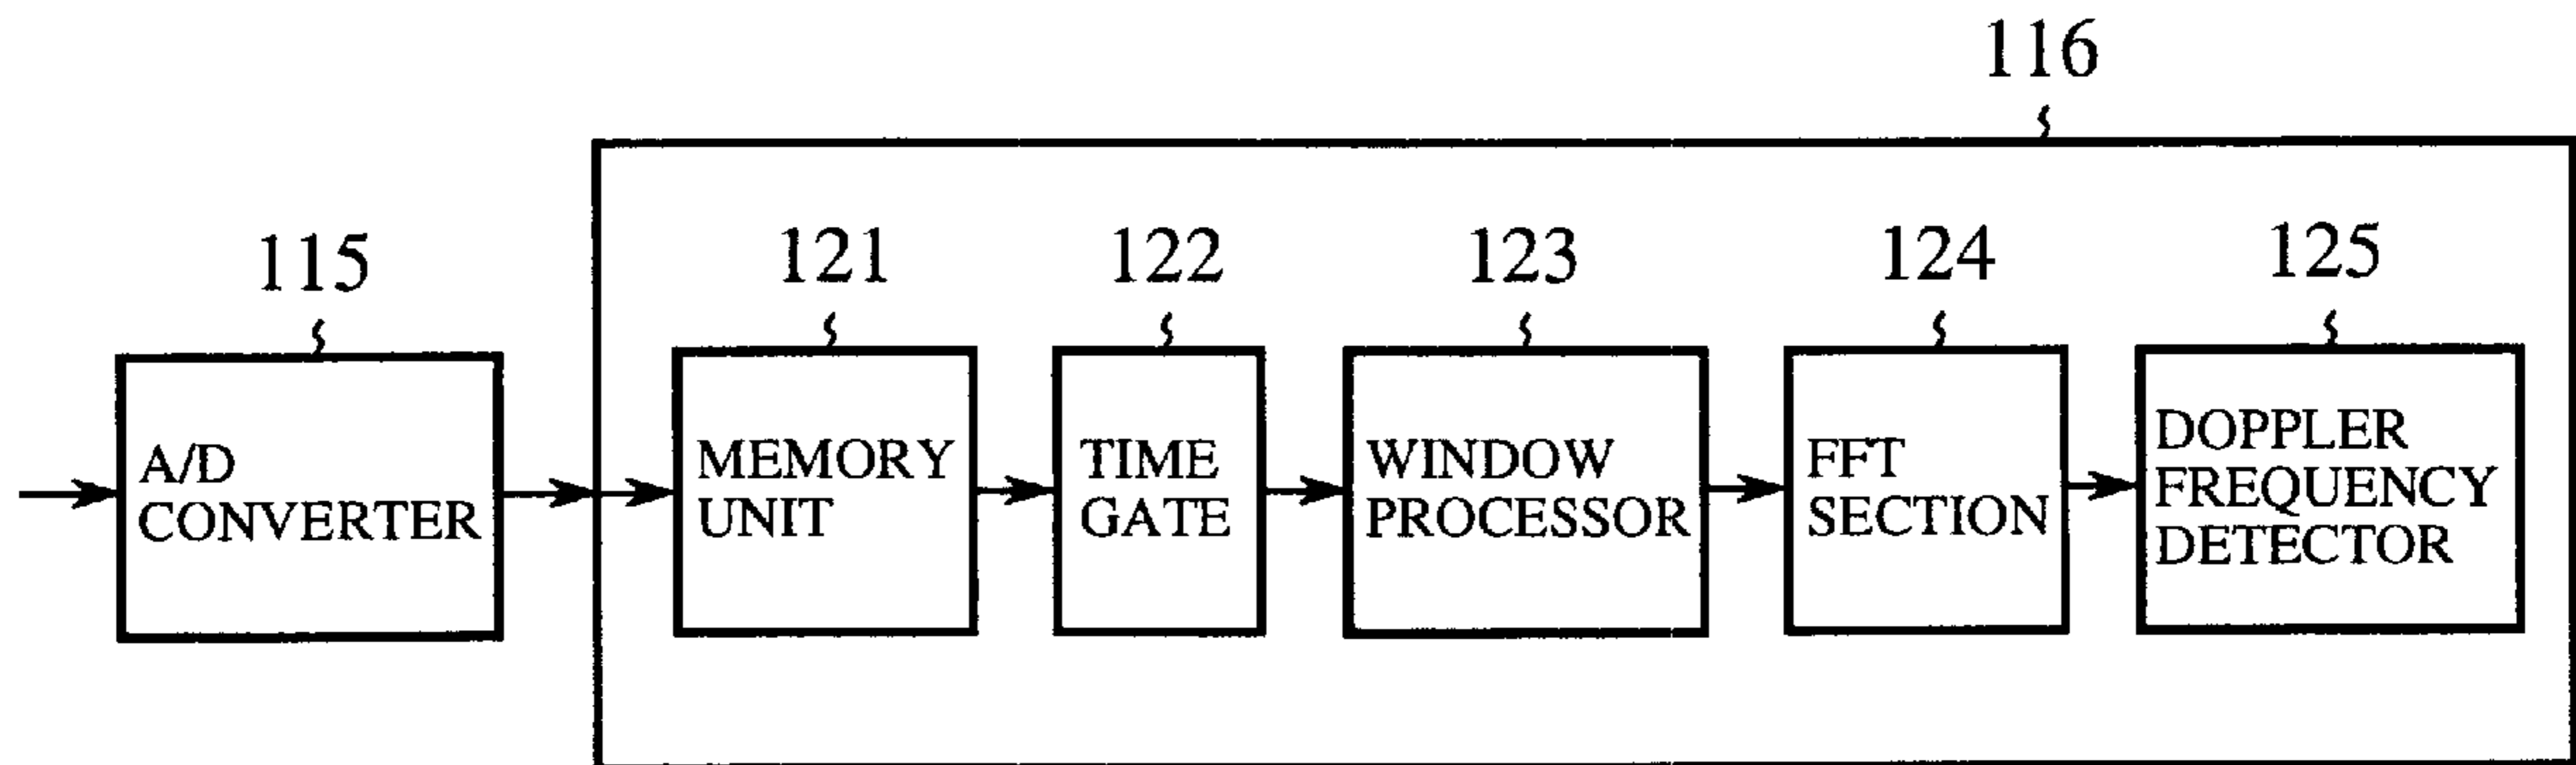 116
115
121
122
123
124
125
A/D
CONVERTER
MEMORY
UNIT
TIME
GATE
WINDOW
PROCESSOR
FFT
SECTION
DOPPLER
FREQUENCY
DETECTOR